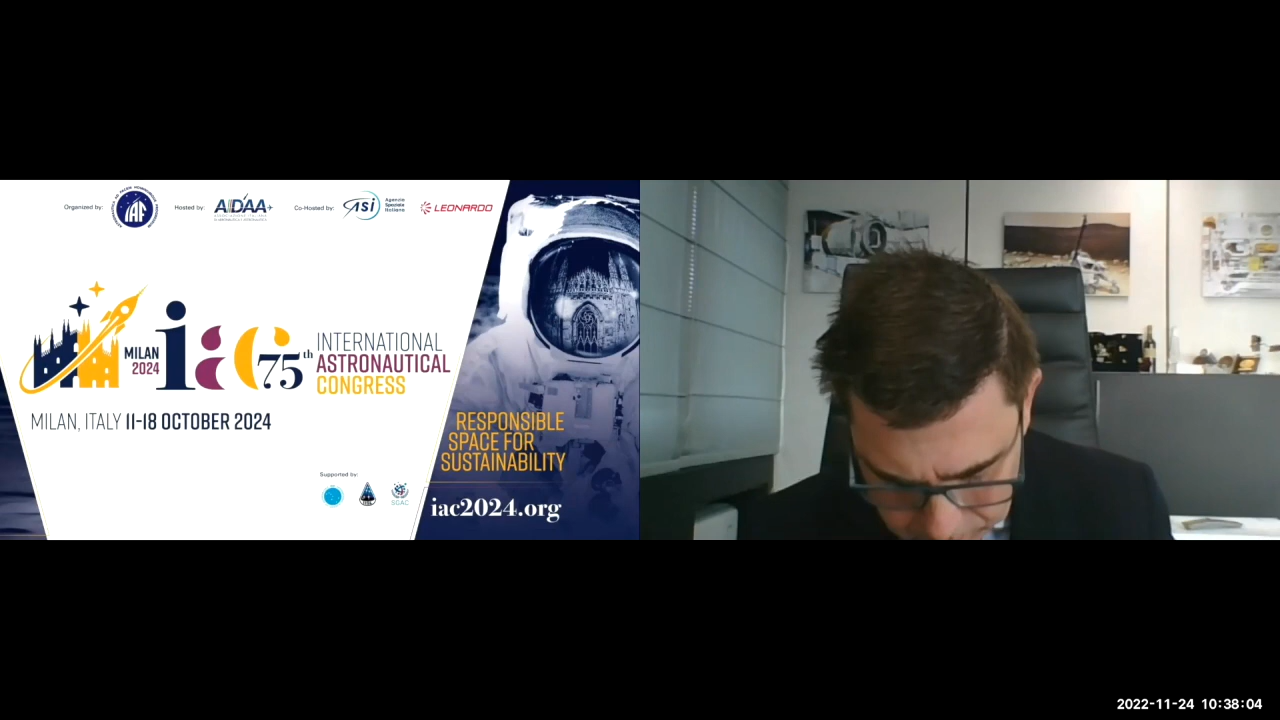 Organized by:
IAF
Hosted by:
AIDAA
Co-Hosted by:
asi
Agenzia
Spaziale
Italiana
LEONARDO
MILAN
2024
iac 75th
INTERNATIONAL
ASTRONAUTICAL
CONGRESS
MILAN, ITALY 11-18 OCTOBER 2024
RESPONSIBLE
SPACE FOR
SUSTAINABILITY
Supported by:
SGAC
iac2024.org
2022-11-24 10:38:04